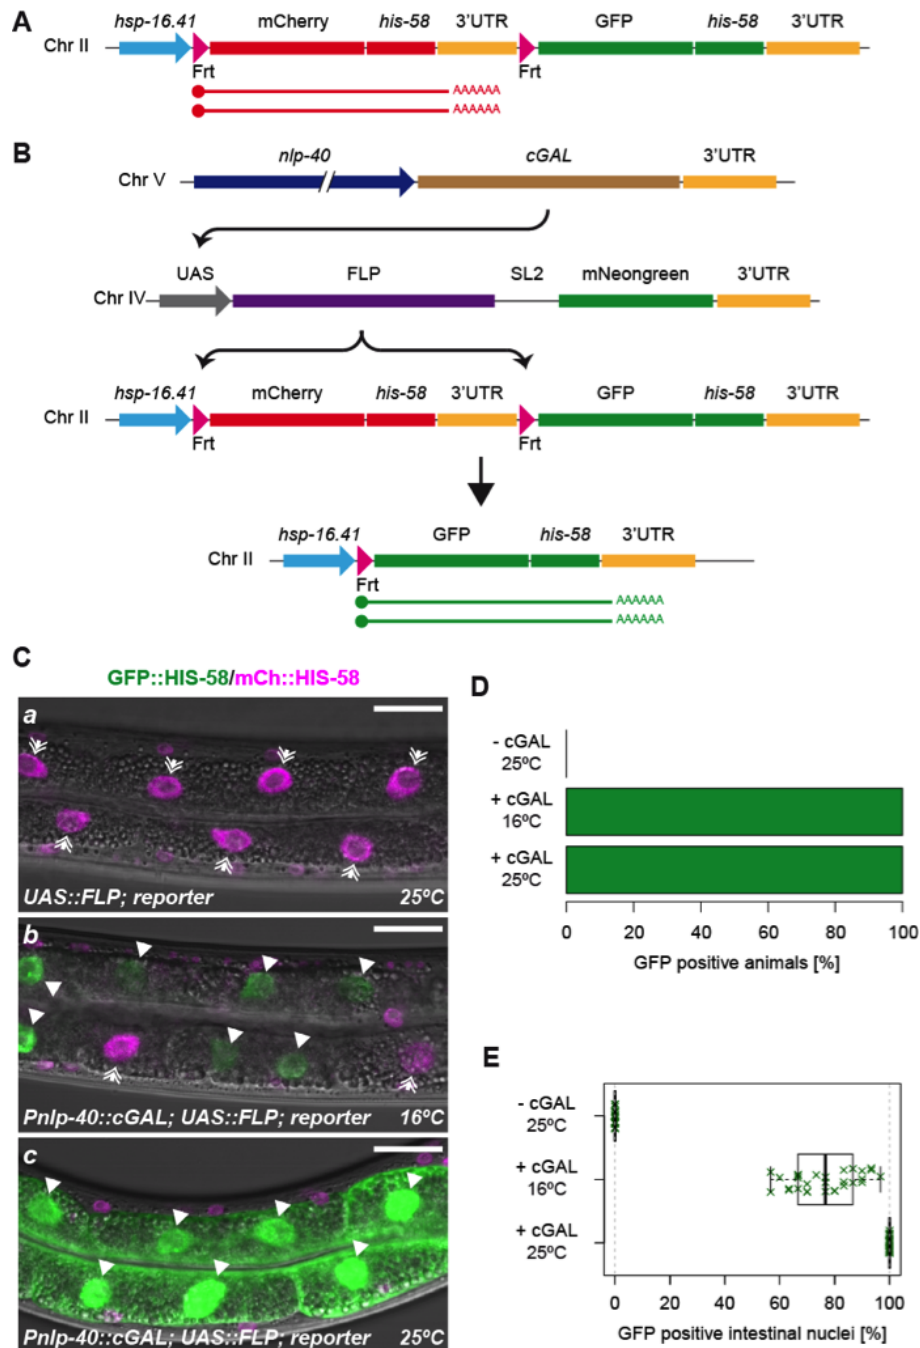 A
hsp-16.41 mCherry his-58 3'UTR GFP his-58 3'UTR
Chr II
Frt Frt
AAAAAA
AAAAAA
B
nlp-40 cGAL 3'UTR
Chr V
UAS FLP SL2 mNeongreen 3'UTR
Chr IV
hsp-16.41 mCherry his-58 3'UTR GFP his-58 3'UTR
Chr II
Frt Frt
hsp-16.41 GFP his-58 3'UTR
Chr II
Frt
AAAAAA
AAAAAA
C
GFP::HIS-58/mCh::HIS-58
a
UAS::FLP; reporter 25ºC
b
Pnlp-40::cGAL; UAS::FLP; reporter 16ºC
c
Pnlp-40::cGAL; UAS::FLP; reporter 25ºC
D
- cGAL
25ºC
+ cGAL
16ºC
+ cGAL
25ºC
0 20 40 60 80 100
GFP positive animals [%]
E
- cGAL
25ºC
+ cGAL
16ºC
+ cGAL
25ºC
0 20 40 60 80 100
GFP positive intestinal nuclei [%]